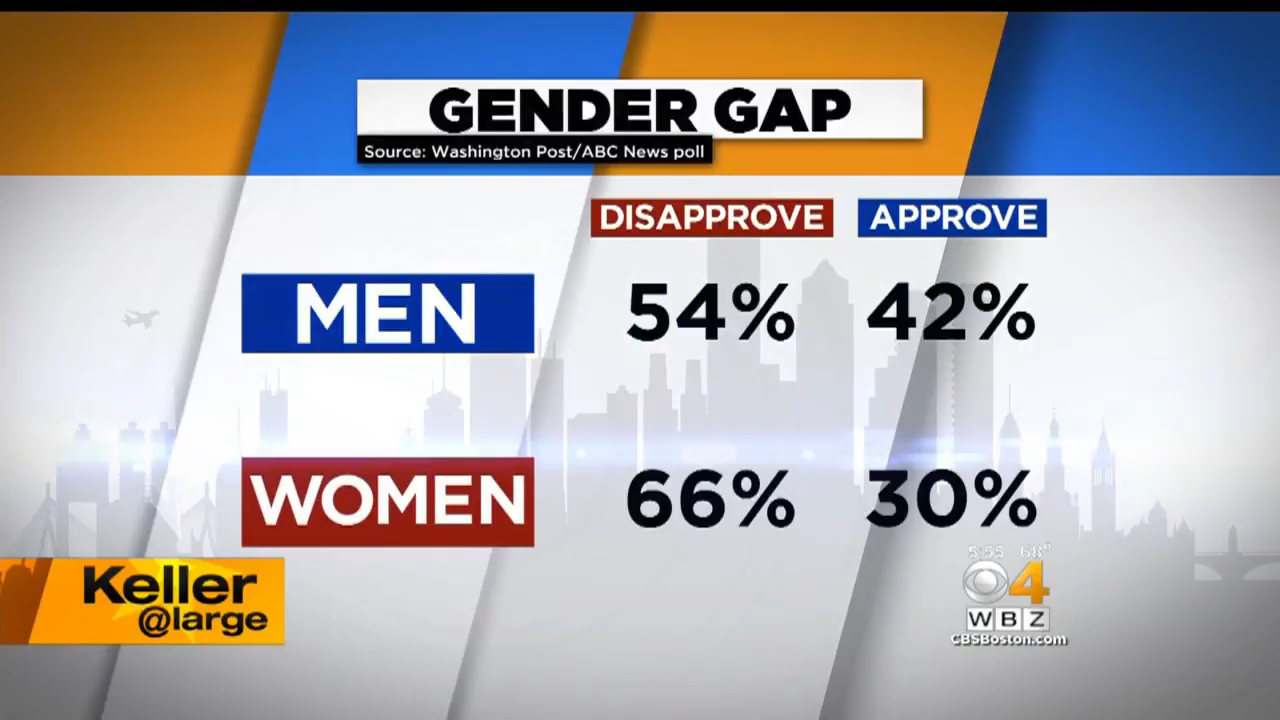 GENDER GAP
Source: Washington Post/ABC News poll
DISAPPROVE APPROVE
MEN 54% 42%
WOMEN 66% 30%
Keller
@large
5:55 68°
4
WBZ
CBSBoston.com